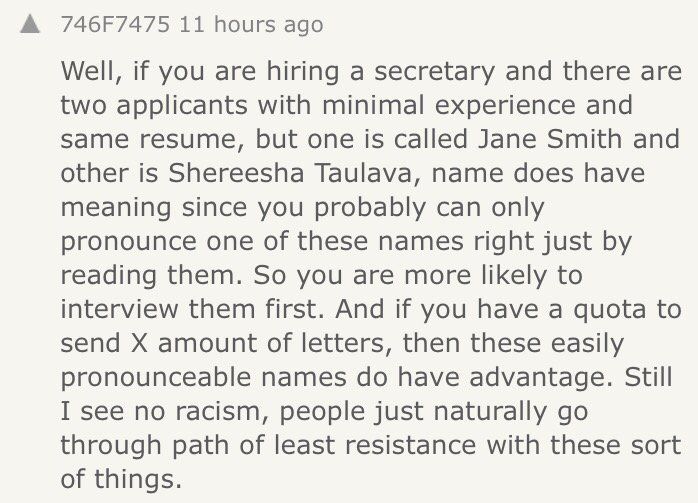 ▲ 746F7475 11 hours ago
Well, if you are hiring a secretary and there are
two applicants with minimal experience and
same resume, but one is called Jane Smith and
other is Shereesha Taulava, name does have
meaning since you probably can only
pronounce one of these names right just by
reading them. So you are more likely to
interview them first. And if you have a quota to
send X amount of letters, then these easily
pronounceable names do have advantage. Still
I see no racism, people just naturally go
through path of least resistance with these sort
of things.